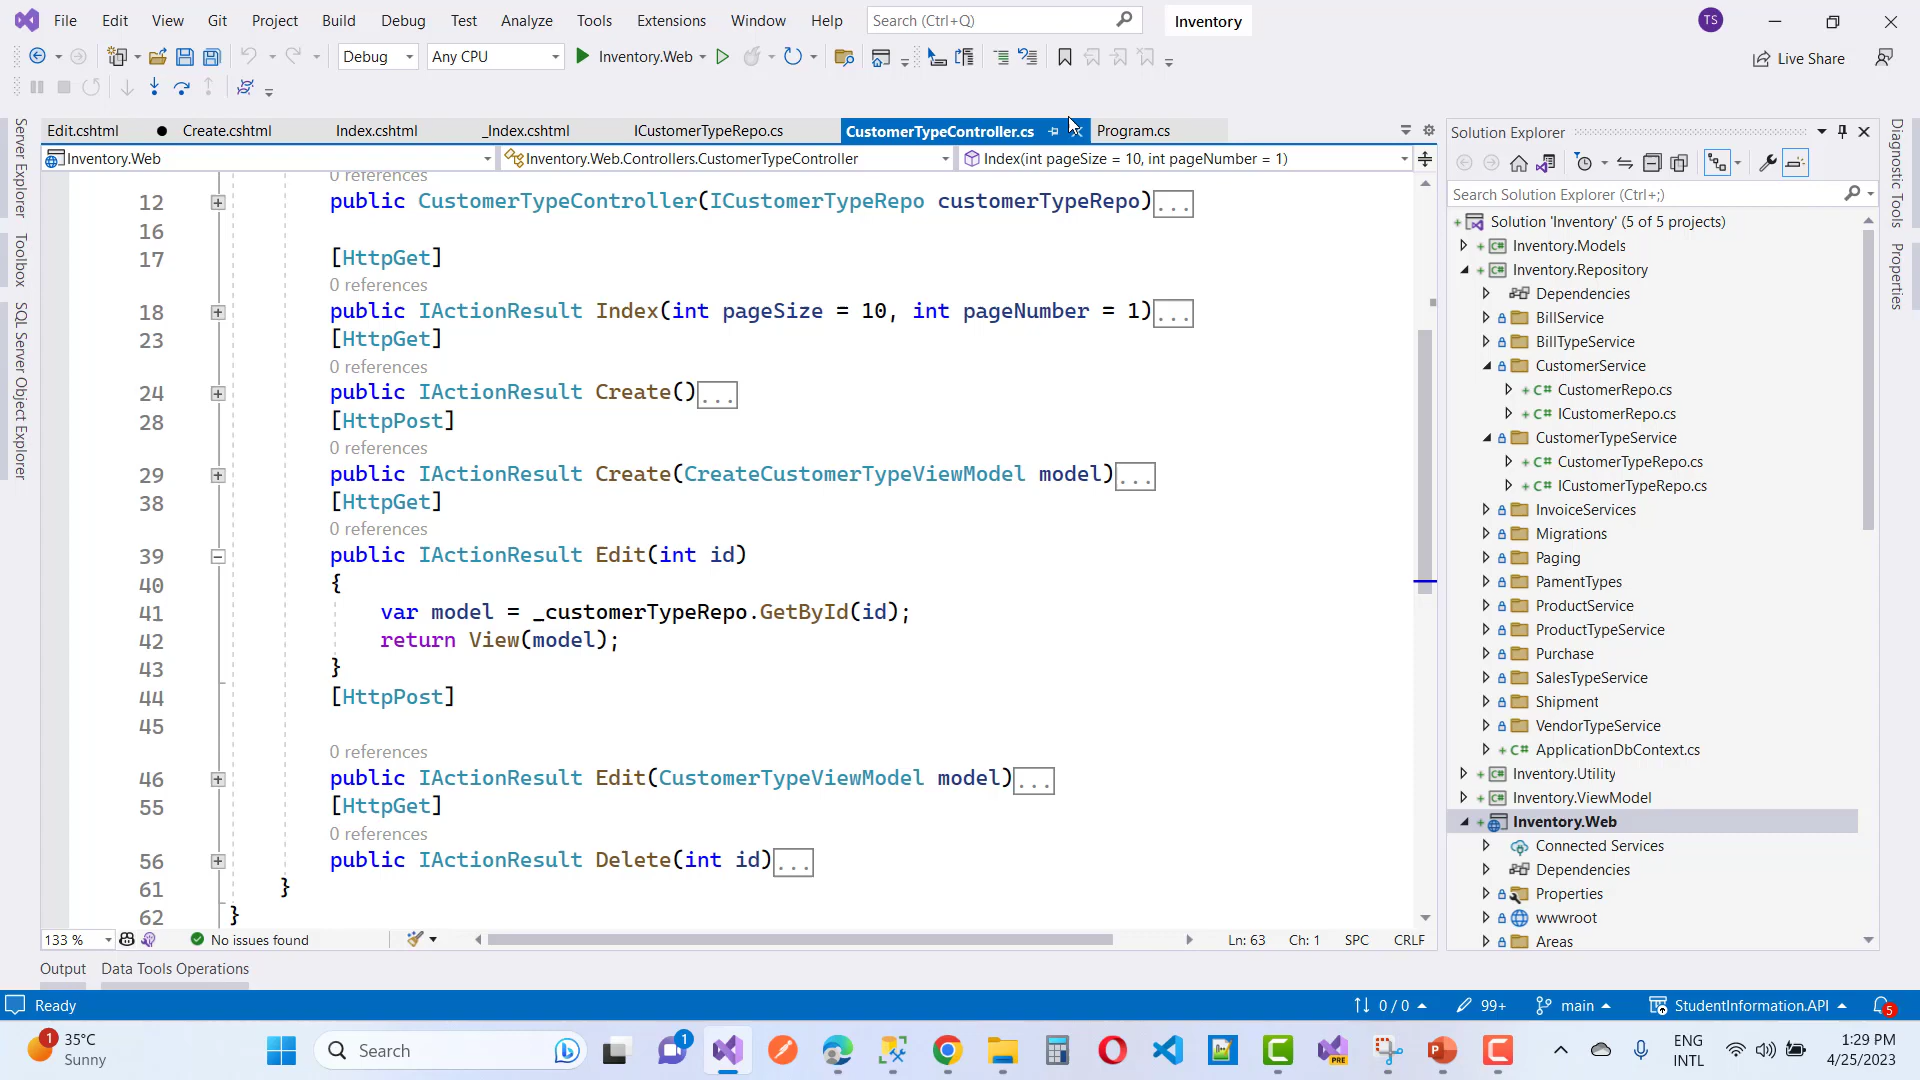 File Edit View Git Project Build Debug Test Analyze Tools Extensions Window Help Search (Ctrl+Q) Inventory TS
Debug Any CPU Inventory.Web Live Share
Edit.cshtml Create.cshtml Index.cshtml _Index.cshtml ICustomerTypeRepo.cs CustomerTypeController.cs Program.cs
Inventory.Web Inventory.Web.Controllers.CustomerTypeController Index(int pageSize = 10, int pageNumber = 1)
0 references
12 public CustomerTypeController(ICustomerTypeRepo customerTypeRepo)...
16
17 [HttpGet]
0 references
18 public IActionResult Index(int pageSize = 10, int pageNumber = 1)...
23 [HttpGet]
0 references
24 public IActionResult Create()...
28 [HttpPost]
0 references
29 public IActionResult Create(CreateCustomerTypeViewModel model)...
38 [HttpGet]
0 references
39 public IActionResult Edit(int id)
40 {
41 var model = _customerTypeRepo.GetById(id);
42 return View(model);
43 }
44 [HttpPost]
45
0 references
46 public IActionResult Edit(CustomerTypeViewModel model)...
55 [HttpGet]
0 references
56 public IActionResult Delete(int id)...
61 }
62 }
133 % No issues found Ln: 63 Ch: 1 SPC CRLF
Server Explorer
Toolbox
SQL Server Object Explorer
Solution Explorer
Search Solution Explorer (Ctrl+;)
Solution 'Inventory' (5 of 5 projects)
Inventory.Models
Inventory.Repository
Dependencies
BillService
BillTypeService
CustomerService
C# CustomerRepo.cs
C# ICustomerRepo.cs
CustomerTypeService
C# CustomerTypeRepo.cs
C# ICustomerTypeRepo.cs
InvoiceServices
Migrations
Paging
PamentTypes
ProductService
ProductTypeService
Purchase
SalesTypeService
Shipment
VendorTypeService
C# ApplicationDbContext.cs
Inventory.Utility
Inventory.ViewModel
Inventory.Web
Connected Services
Dependencies
Properties
wwwroot
Areas
Diagnostic Tools
Properties
Output Data Tools Operations
Ready 0 / 0 99+ main StudentInformation.API 5
1 35°C
Sunny
Search 1 PRE
ENG
INTL
1:29 PM
4/25/2023